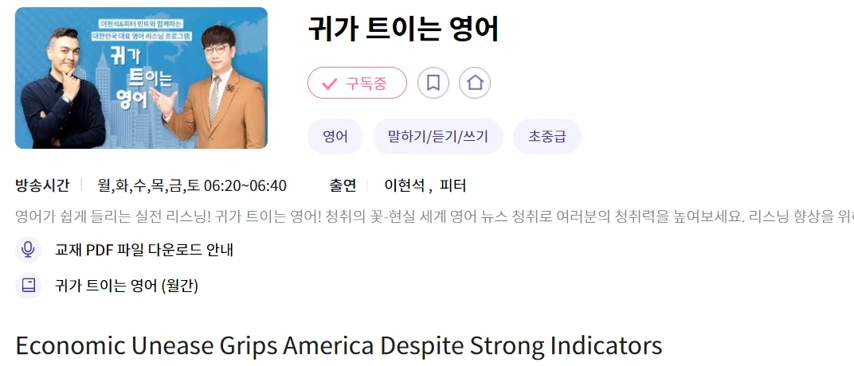 이현석&피터 빈트와 함께하는
대한민국 대표 영어 리스닝 프로그램
귀가
트이는
영어
귀가 트이는 영어
구독중
영어 말하기/듣기/쓰기 초중급
방송시간 월,화,수,목,금,토 06:20~06:40 출연 이현석 , 피터
영어가 쉽게 들리는 실전 리스닝! 귀가 트이는 영어! 청취의 꽃-현실 세계 영어 뉴스 청취로 여러분의 청취력을 높여보세요. 리스닝 향상을 위
교재 PDF 파일 다운로드 안내
귀가 트이는 영어 (월간)
Economic Unease Grips America Despite Strong Indicators